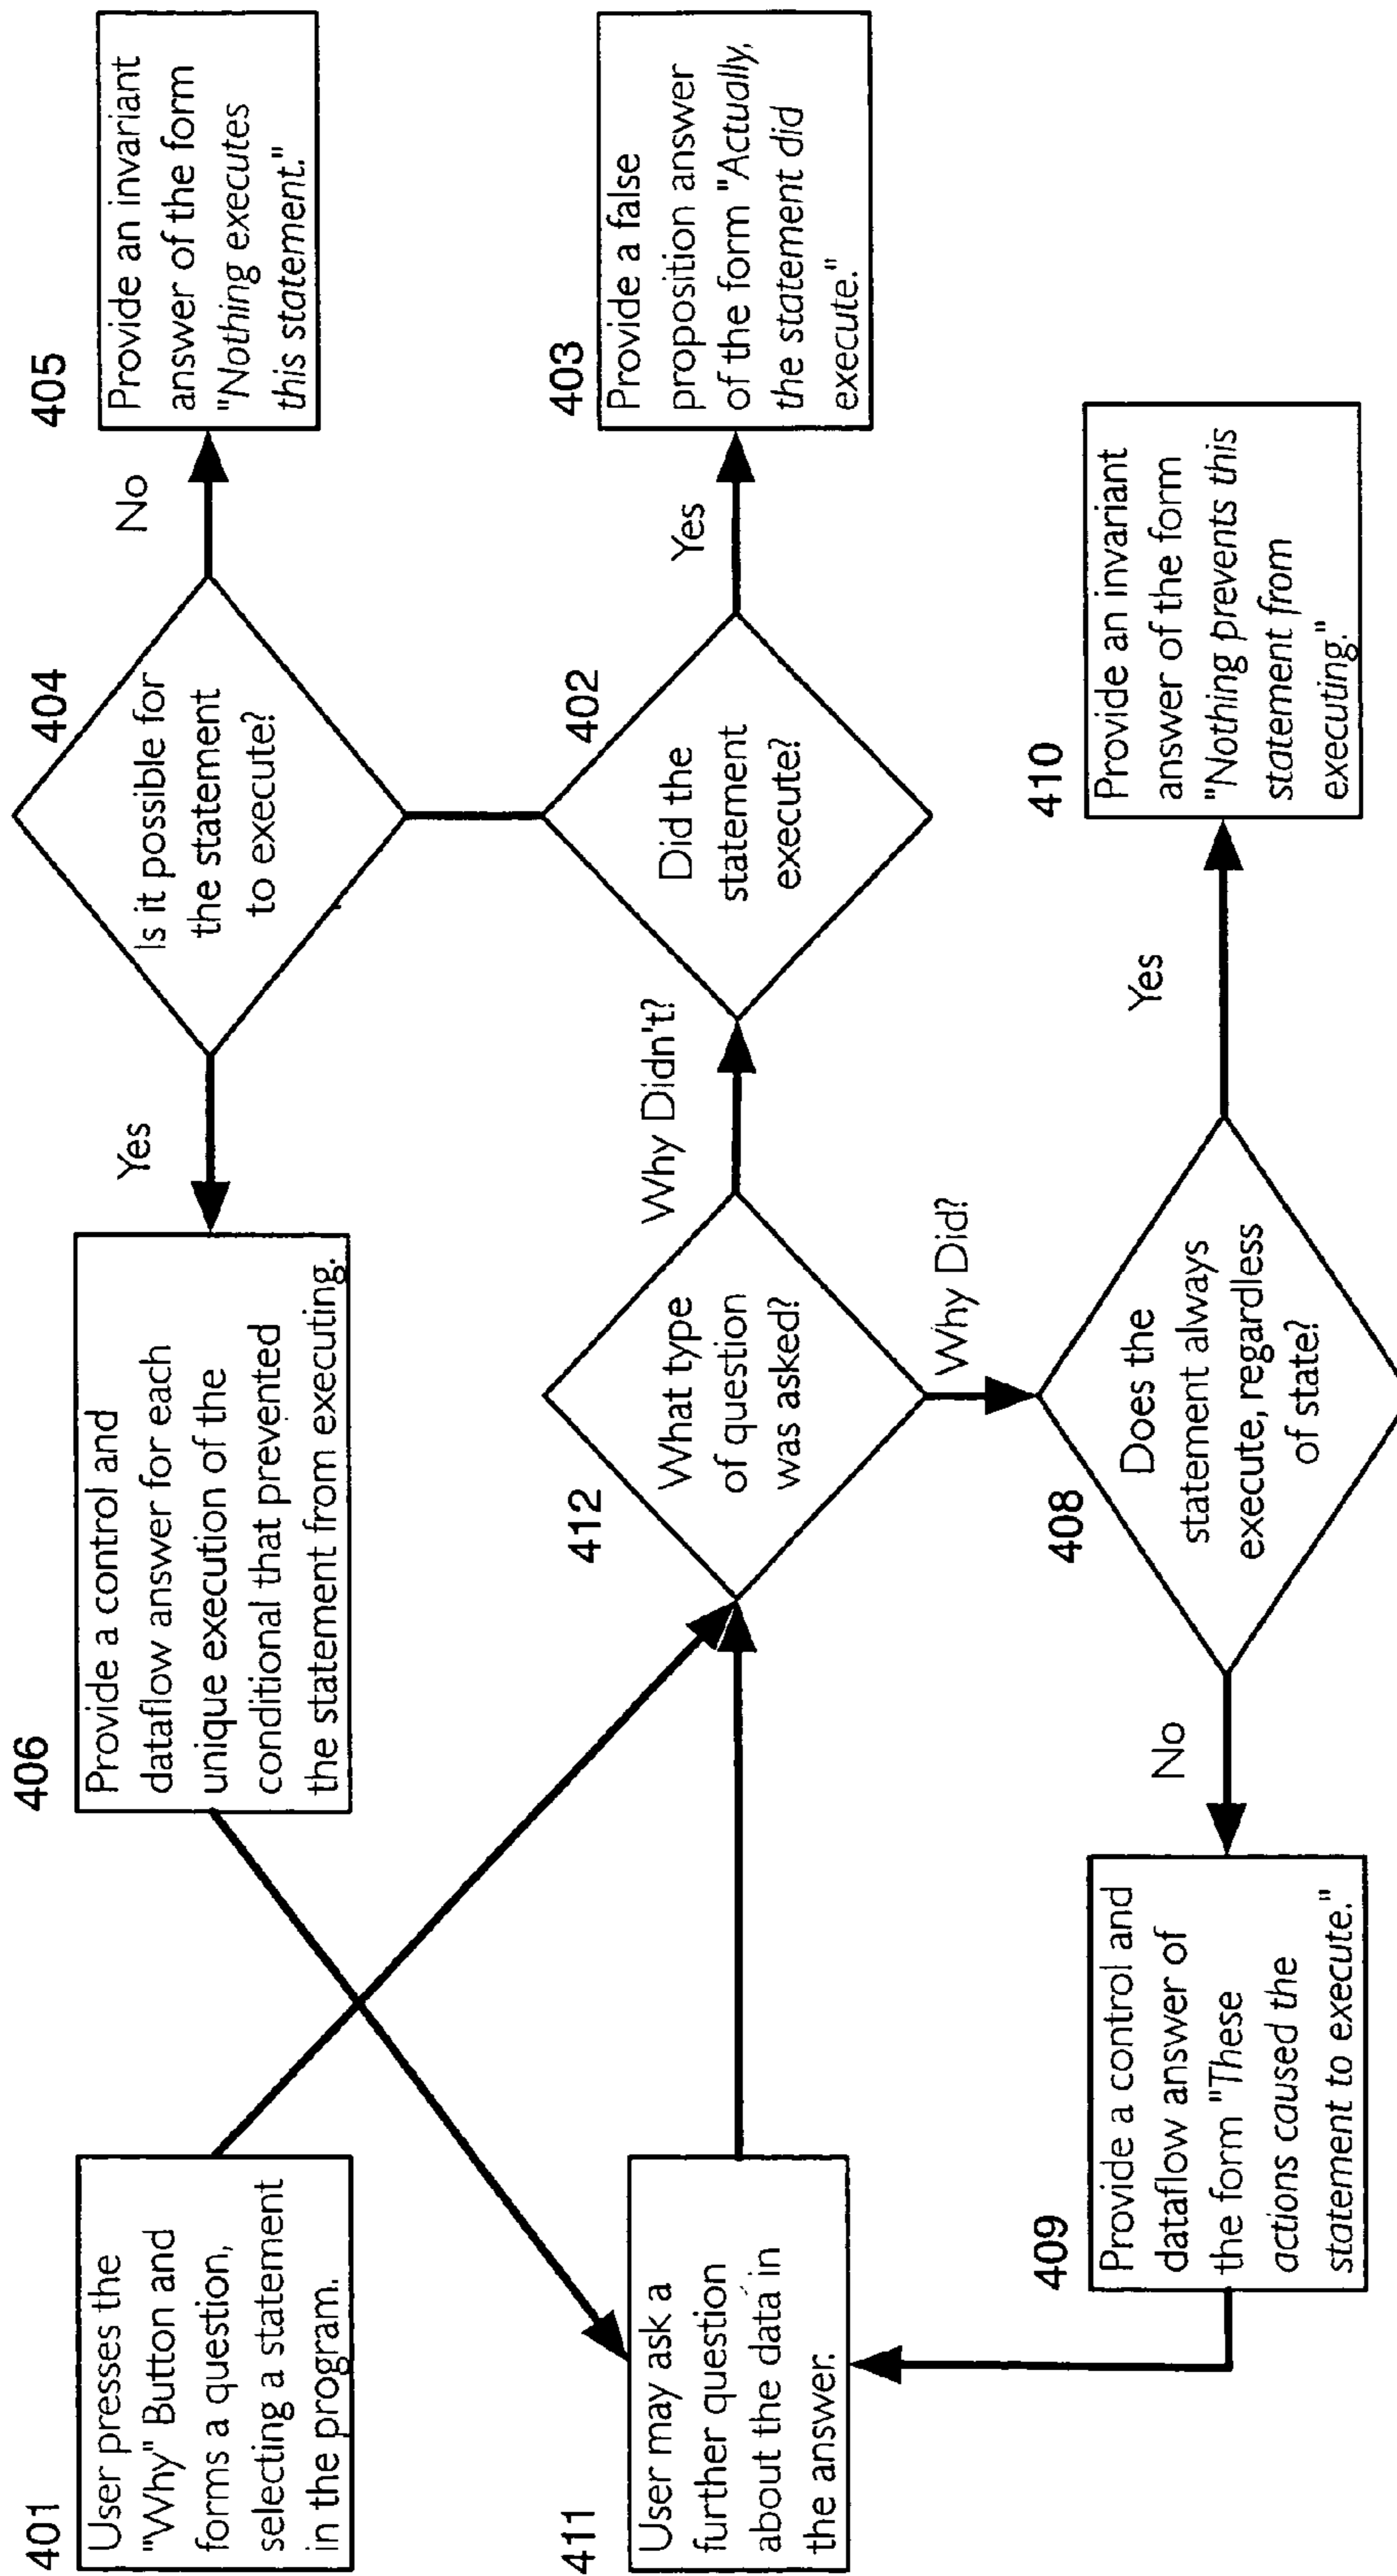 401
User presses the
"Why" Button and
forms a question,
selecting a statement
in the program.
406
Provide a control and
dataflow answer for each
unique execution of the
conditional that prevented
the statement from executing.
Yes
404
Is it possible for
the statement
to execute?
No
405
Provide an invariant
answer of the form
"Nothing executes
this statement."
411
User may ask a
further question
about the data in
the answer.
412
What type
of question
was asked?
Why Didn't?
402
Did the
statement
execute?
Yes
403
Provide a false
proposition answer
of the form "Actually,
the statement did
execute."
Why Did?
409
Provide a control and
dataflow answer of
the form "These
actions caused the
statement to execute."
No
408
Does the
statement always
execute, regardless
of state?
Yes
410
Provide an invariant
answer of the form
"Nothing prevents this
statement from
executing."